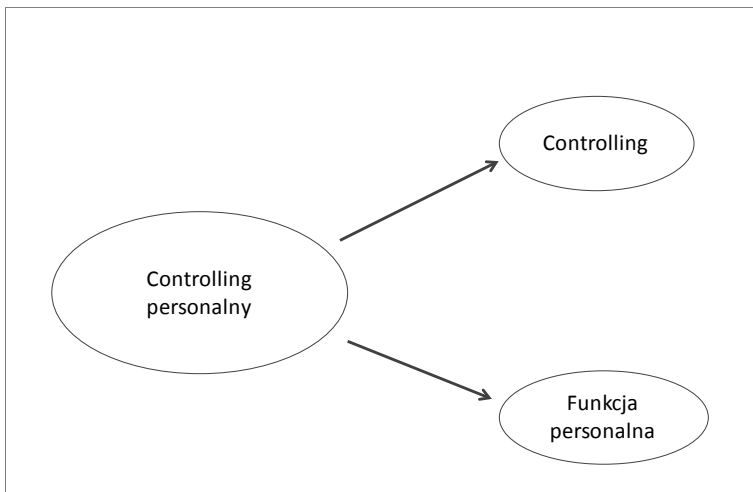 Controlling
Controlling
personalny
Funkcja
personalna